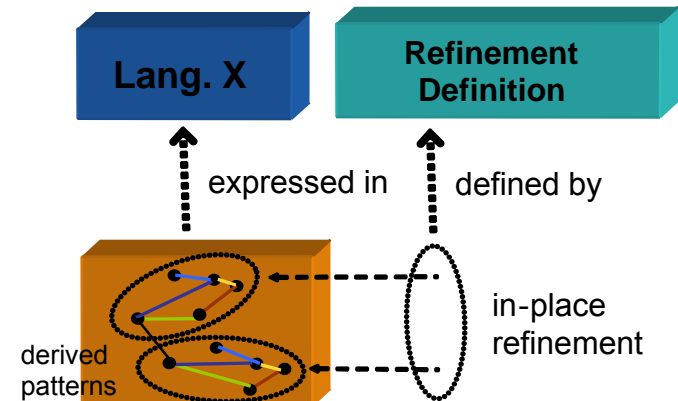 Lang. X
Refinement
Definition
expressed in
defined by
in-place
refinement
derived
patterns